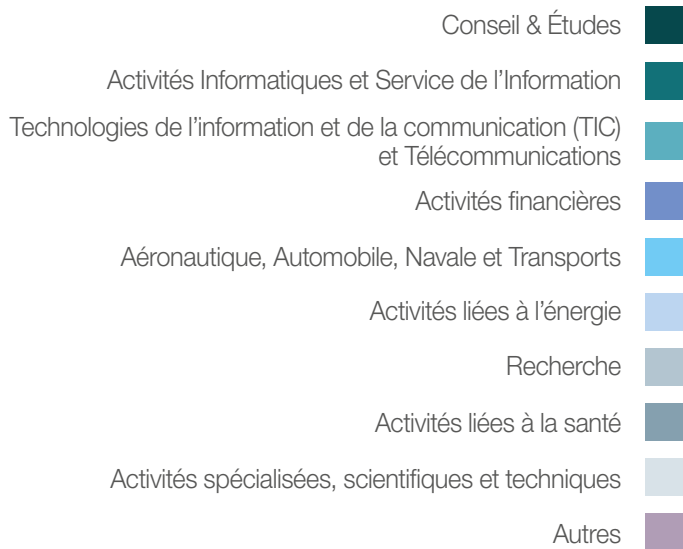 Conseil & Études
Activités Informatiques et Service de l'Information
Technologies de l'information et de la communication (TIC)
et Télécommunications
Activités financières
Aéronautique, Automobile, Navale et Transports
Activités liées à l'énergie
Recherche
Activités liées à la santé
Activités spécialisées, scientifiques et techniques
Autres